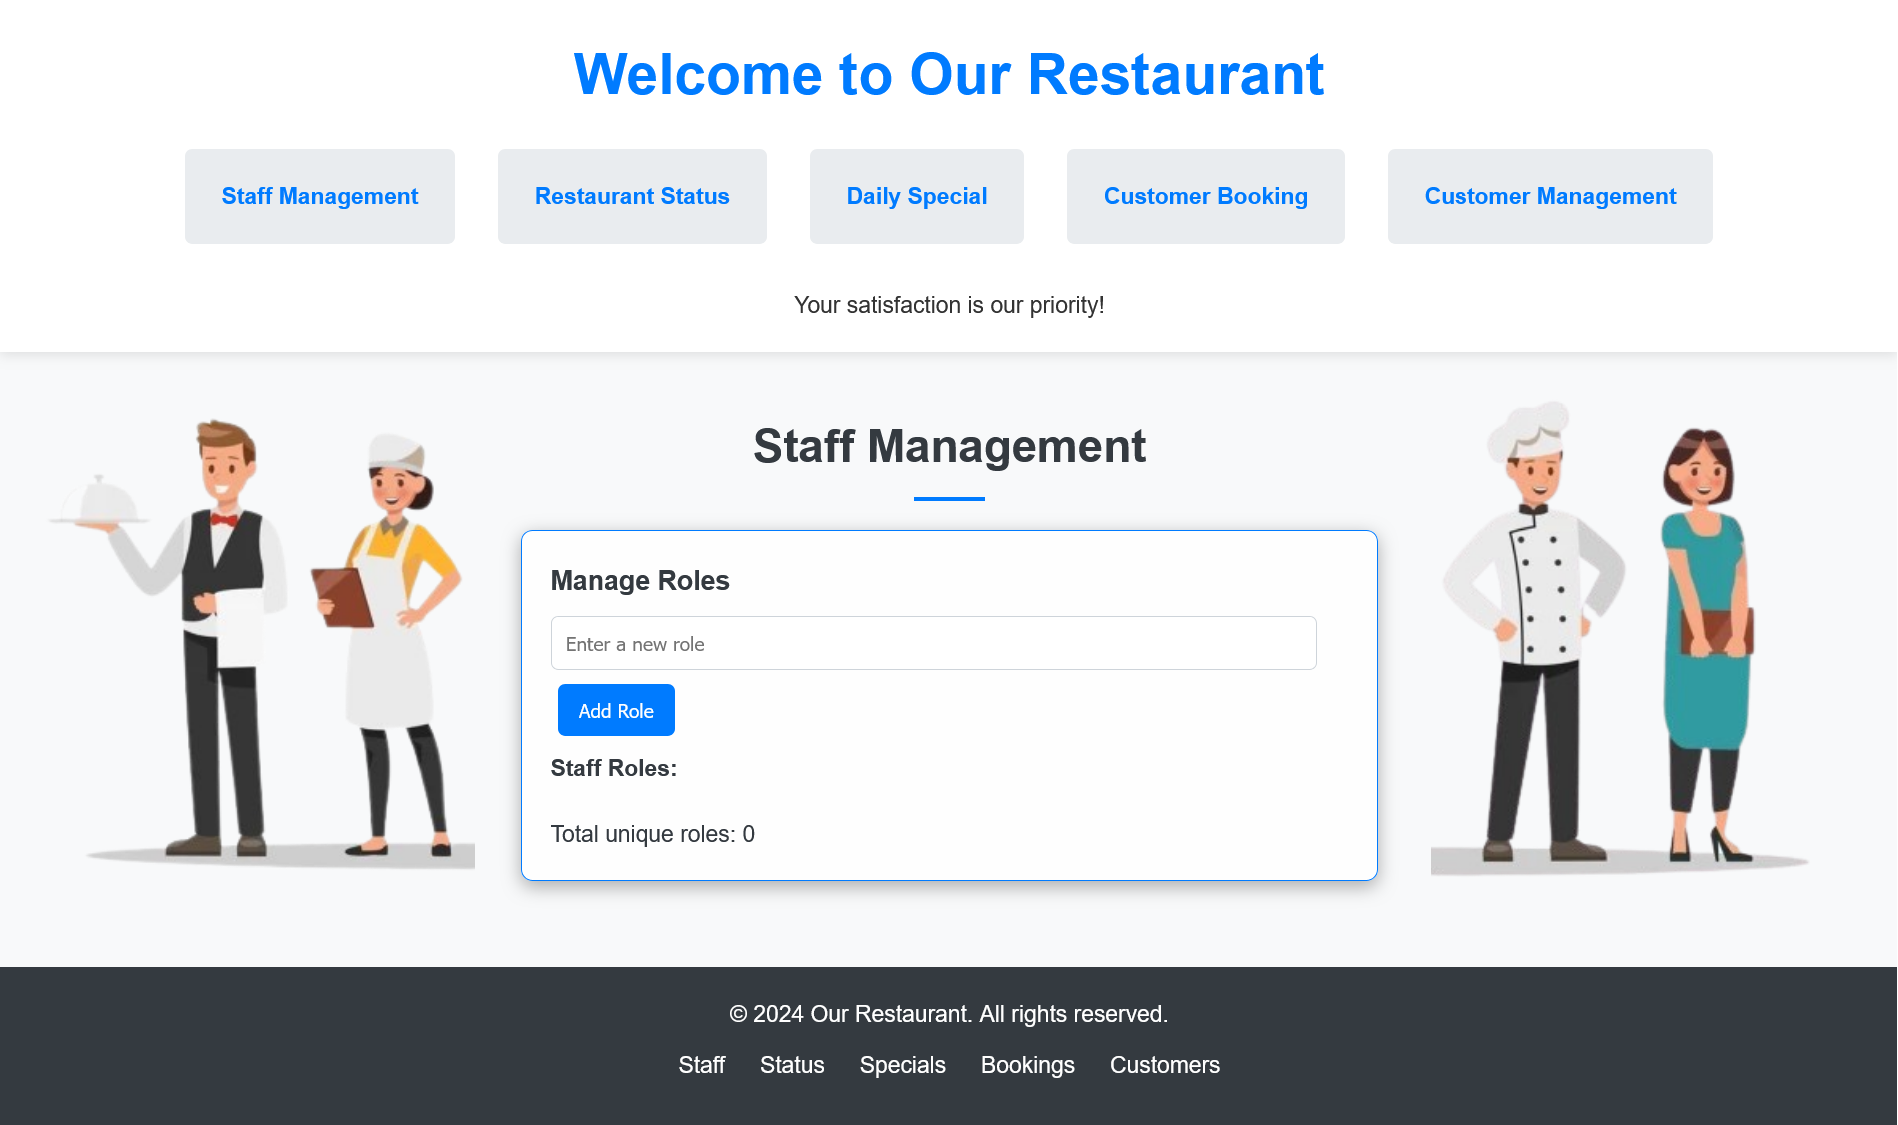 Welcome to Our Restaurant
Staff Management
Restaurant Status
Daily Special
Customer Booking
Customer Management
Your satisfaction is our priority!
Staff Management
Manage Roles
Enter a new role
Add Role
Staff Roles:
Total unique roles: 0
© 2024 Our Restaurant. All rights reserved.
Staff Status Specials Bookings Customers